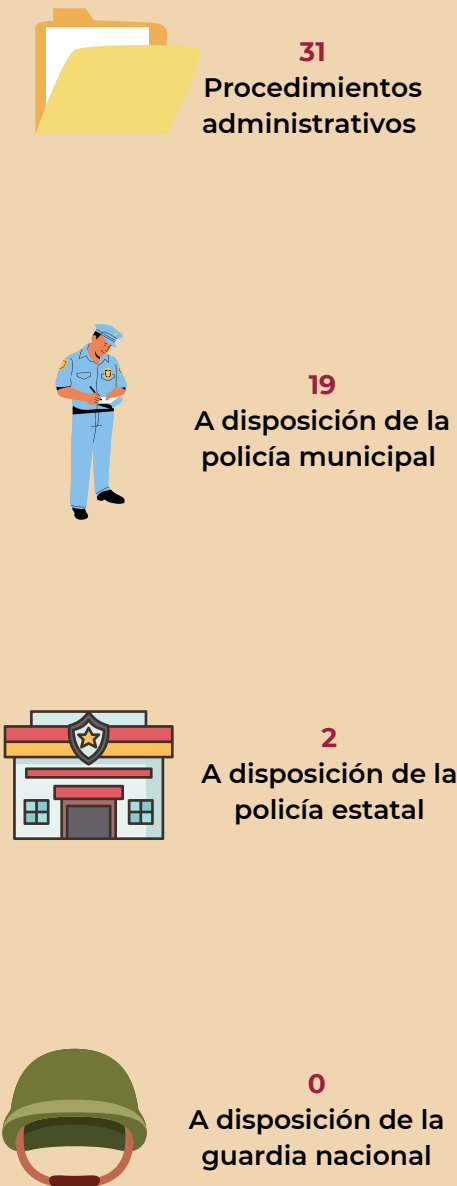 31
Procedimientos
administrativos
19
A disposición de la
policía municipal
2
A disposición de la
policía estatal
0
A disposición de la
guardia nacional